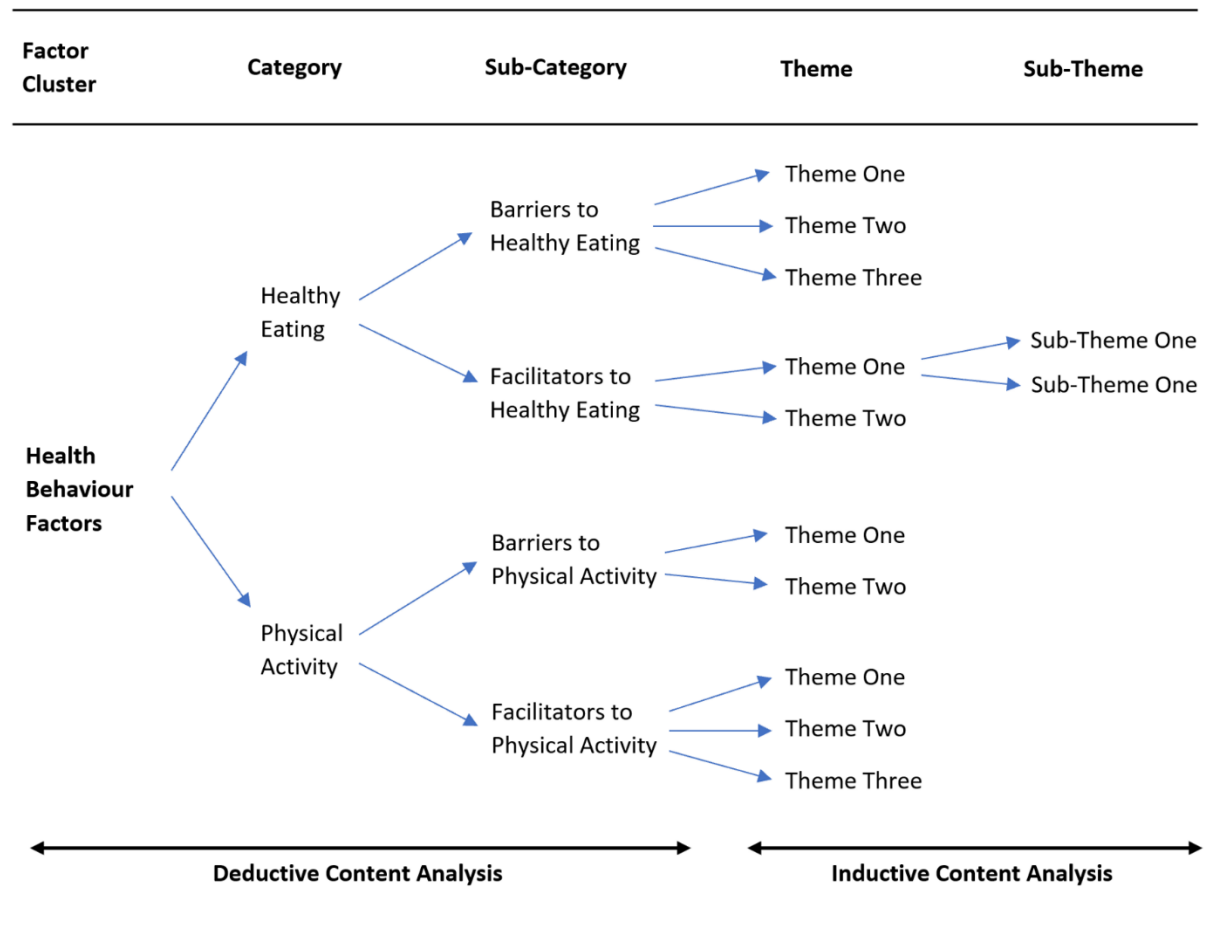 Factor
Cluster
Category
Sub-Category
Theme
Sub-Theme
Health
Behaviour
Factors
Healthy
Eating
Barriers to
Healthy Eating
Theme One
Theme Two
Theme Three
Facilitators to
Healthy Eating
Theme One
Sub-Theme One
Sub-Theme One
Theme Two
Physical
Activity
Barriers to
Physical Activity
Theme One
Theme Two
Facilitators to
Physical Activity
Theme One
Theme Two
Theme Three
Deductive Content Analysis
Inductive Content Analysis